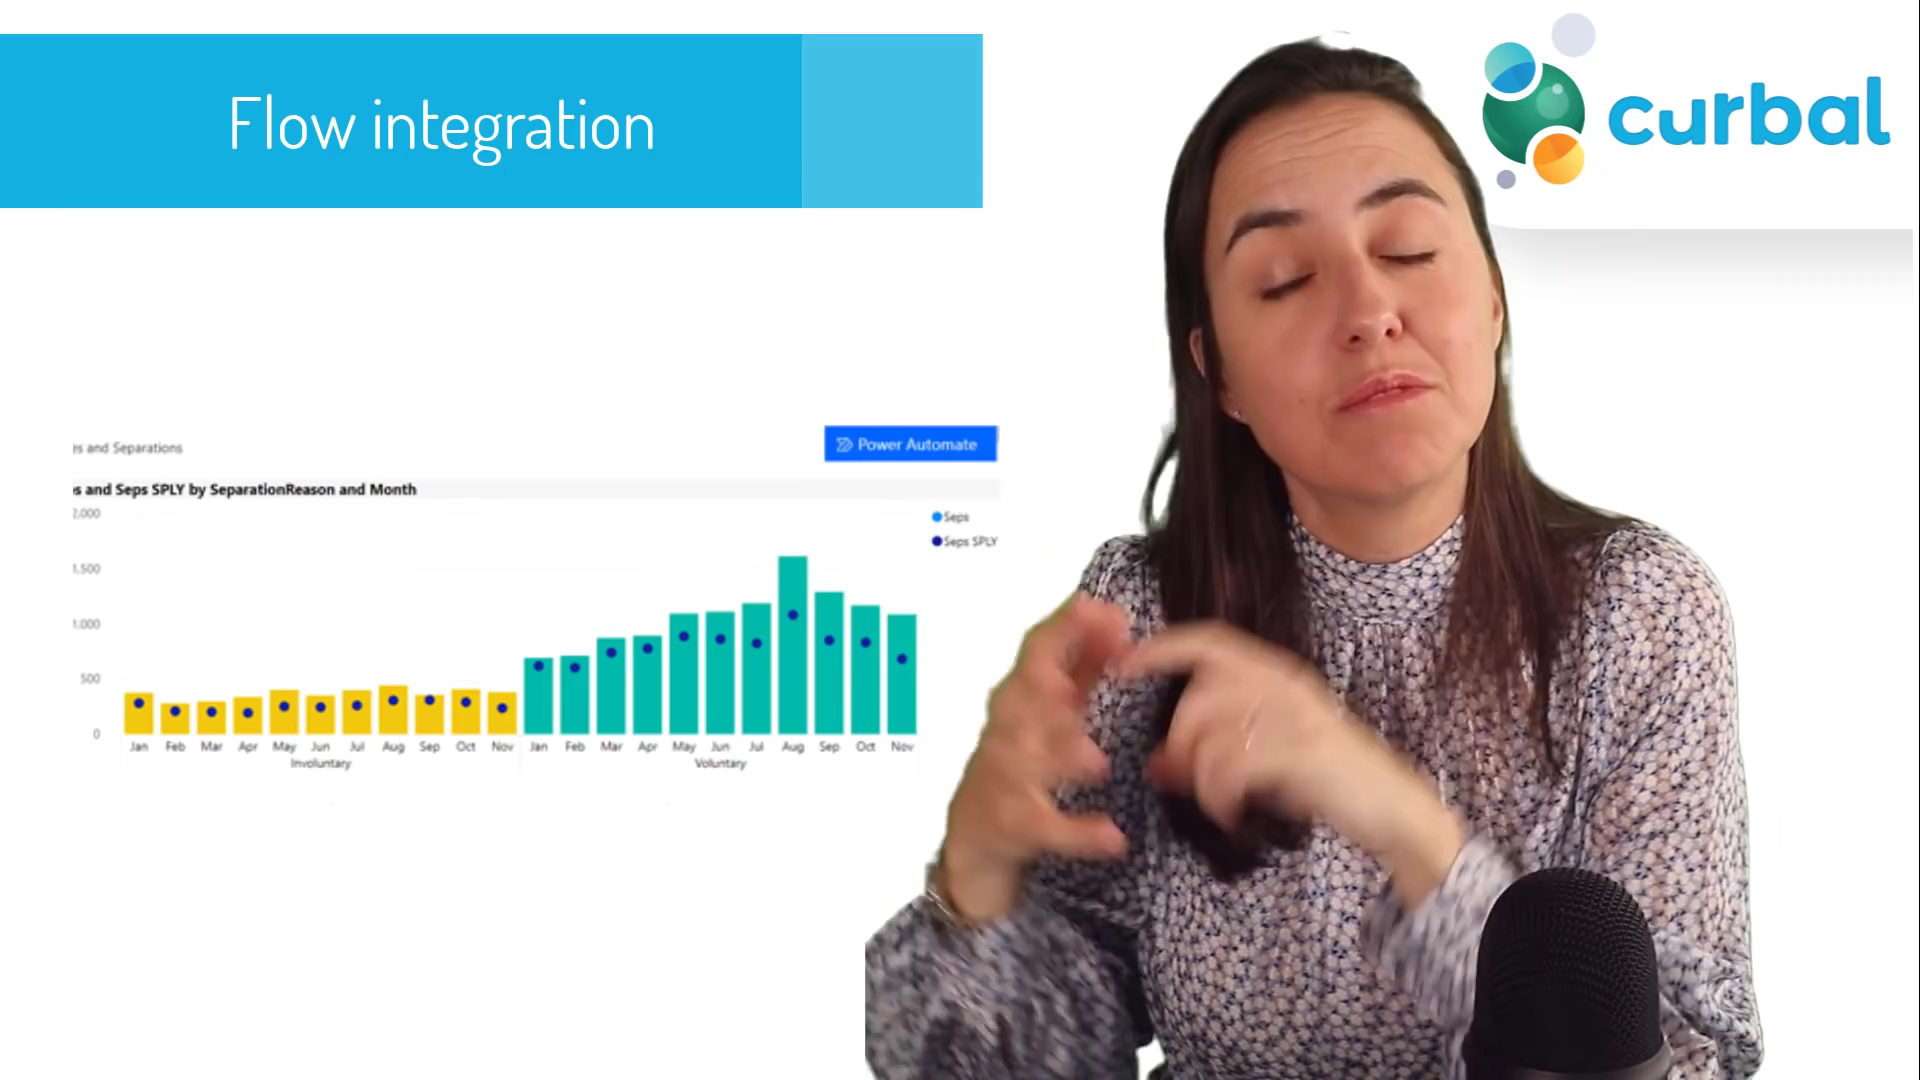 Flow integration
curbal
es and Separations
Power Automate
s and Seps SPLY by SeparationReason and Month
2.000
Seps
Seps SPLY
1.500
1.000
500
0
Jan Feb Mar Apr May Jun Jul Aug Sep Oct Nov Jan Feb Mar Apr May Jun Jul Aug Sep Oct Nov
Involuntary Voluntary